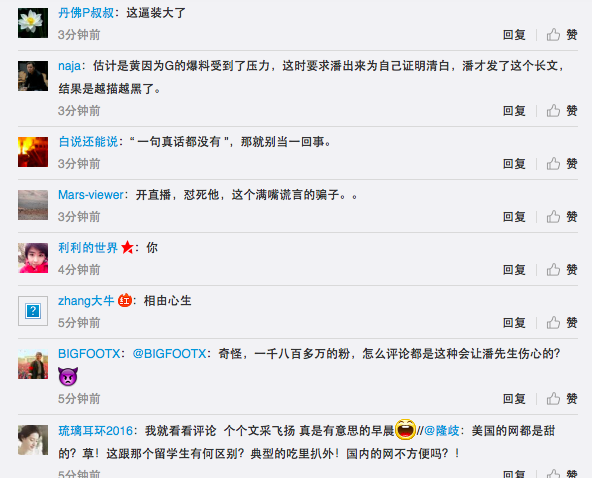 丹佛P叔叔：这逼装大了
3分钟前
回复 赞
naja：估计是黄因为G的爆料受到了压力，这时要求潘出来为自己证明清白，潘才发了这个长文，
结果是越描越黑了。
3分钟前
回复 赞
白说还能说：“ 一句真话都没有 ”，那就别当一回事。
3分钟前
回复 赞
Mars-viewer：开直播，怼死他，这个满嘴谎言的骗子。。
3分钟前
回复 赞
利利的世界：你
4分钟前
回复 赞
zhang大牛 红：相由心生
5分钟前
回复 赞
BIGFOOTX：@BIGFOOTX：奇怪，一千八百多万的粉，怎么评论都是这种会让潘先生伤心的？
5分钟前
回复 赞
琉璃耳环2016：我就看看评论 个个文采飞扬 真是有意思的早晨//@隆歧：美国的网都是甜
的？草！这跟那个留学生有何区别？典型的吃里扒外！国内的网不方便吗？！
5分钟前
回复 赞